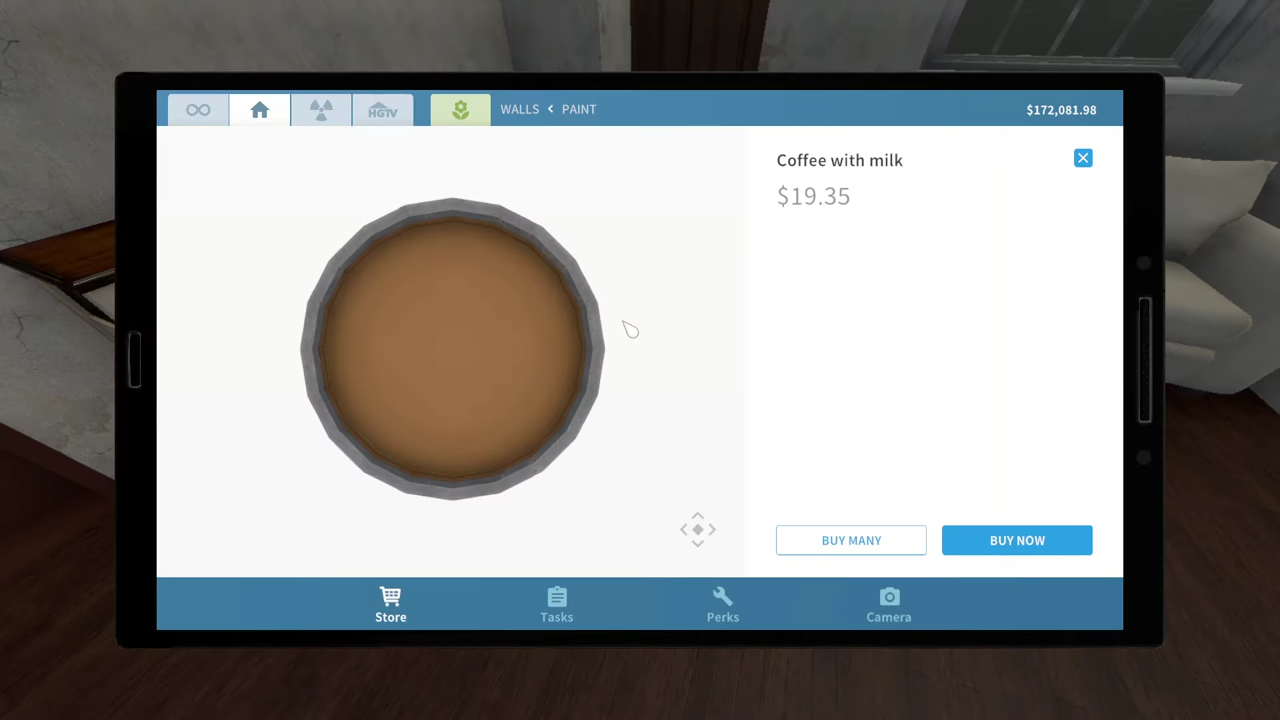 HGTV
WALLS < PAINT
$172,081.98
Coffee with milk
$19.35
BUY MANY
BUY NOW
Store
Tasks
Perks
Camera